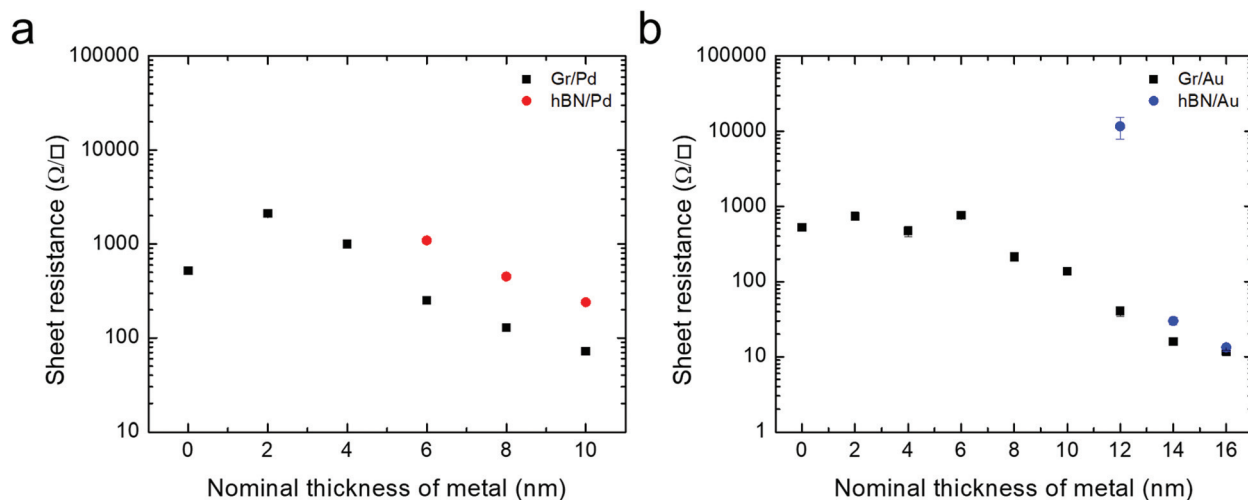 a
100000
10000
1000
100
10
Sheet resistance (Ω/□)
Gr/Pd
hBN/Pd
0 2 4 6 8 10
Nominal thickness of metal (nm)
b
100000
10000
1000
100
10
1
Sheet resistance (Ω/□)
Gr/Au
hBN/Au
0 2 4 6 8 10 12 14 16
Nominal thickness of metal (nm)